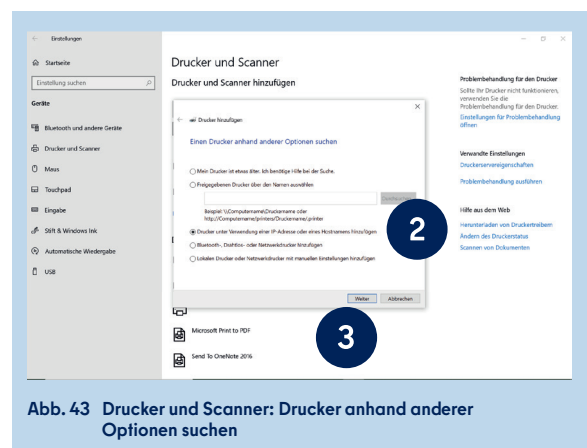 Einstellungen
Startseite
Einstellung suchen
Geräte
Bluetooth und andere Geräte
Drucker und Scanner
Maus
Touchpad
Eingabe
Stift & Windows Ink
Automatische Wiedergabe
USB
Drucker und Scanner
Drucker und Scanner hinzufügen
Drucker hinzufügen
Einen Drucker anhand anderer Optionen suchen
Mein Drucker ist etwas älter. Ich benötige Hilfe bei der Suche.
Freigegebenen Drucker über den Namen auswählen
Beispiel: \\Computername\Druckername oder
http://Computername/printers/Druckername/.printer
Drucker unter Verwendung einer IP-Adresse oder eines Hostnamens hinzufügen
Bluetooth-, Drahtlos- oder Netzwerkdrucker hinzufügen
Lokalen Drucker oder Netzwerkdrucker mit manuellen Einstellungen hinzufügen
2
Weiter
Abbrechen
3
Microsoft Print to PDF
Send To OneNote 2016
Problembehandlung für den Drucker
Sollte Ihr Drucker nicht funktionieren,
verwenden Sie die
Problembehandlung für den Drucker.
Einstellungen für Problembehandlung
öffnen
Verwandte Einstellungen
Druckerservereigenschaften
Problembehandlung ausführen
Hilfe aus dem Web
Herunterladen von Druckertreibern
Ändern des Druckerstatus
Scannen von Dokumenten
Abb. 43 Drucker und Scanner: Drucker anhand anderer
Optionen suchen